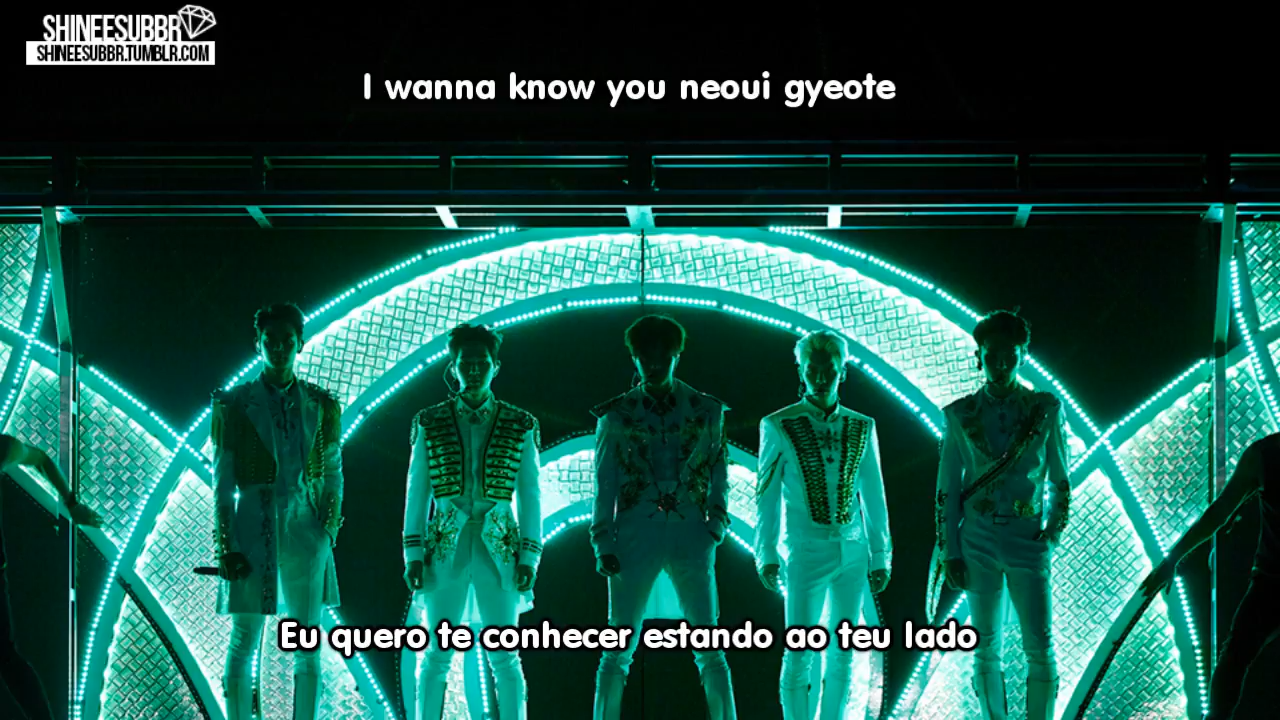 SHINEESUBBR
SHINEESUBBR.TUMBLR.COM
I wanna know you neoui gyeote
Eu quero te conhecer estando ao teu lado